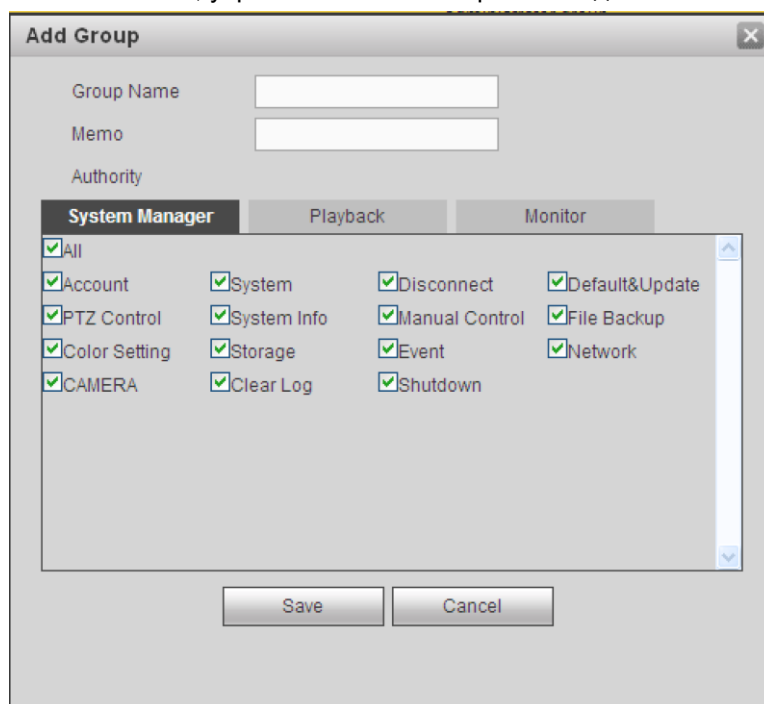 Add Group
Group Name
Memo
Authority
System Manager Playback Monitor
All
Account System Disconnect Default&Update
PTZ Control System Info Manual Control File Backup
Color Setting Storage Event Network
CAMERA Clear Log Shutdown
Save Cancel